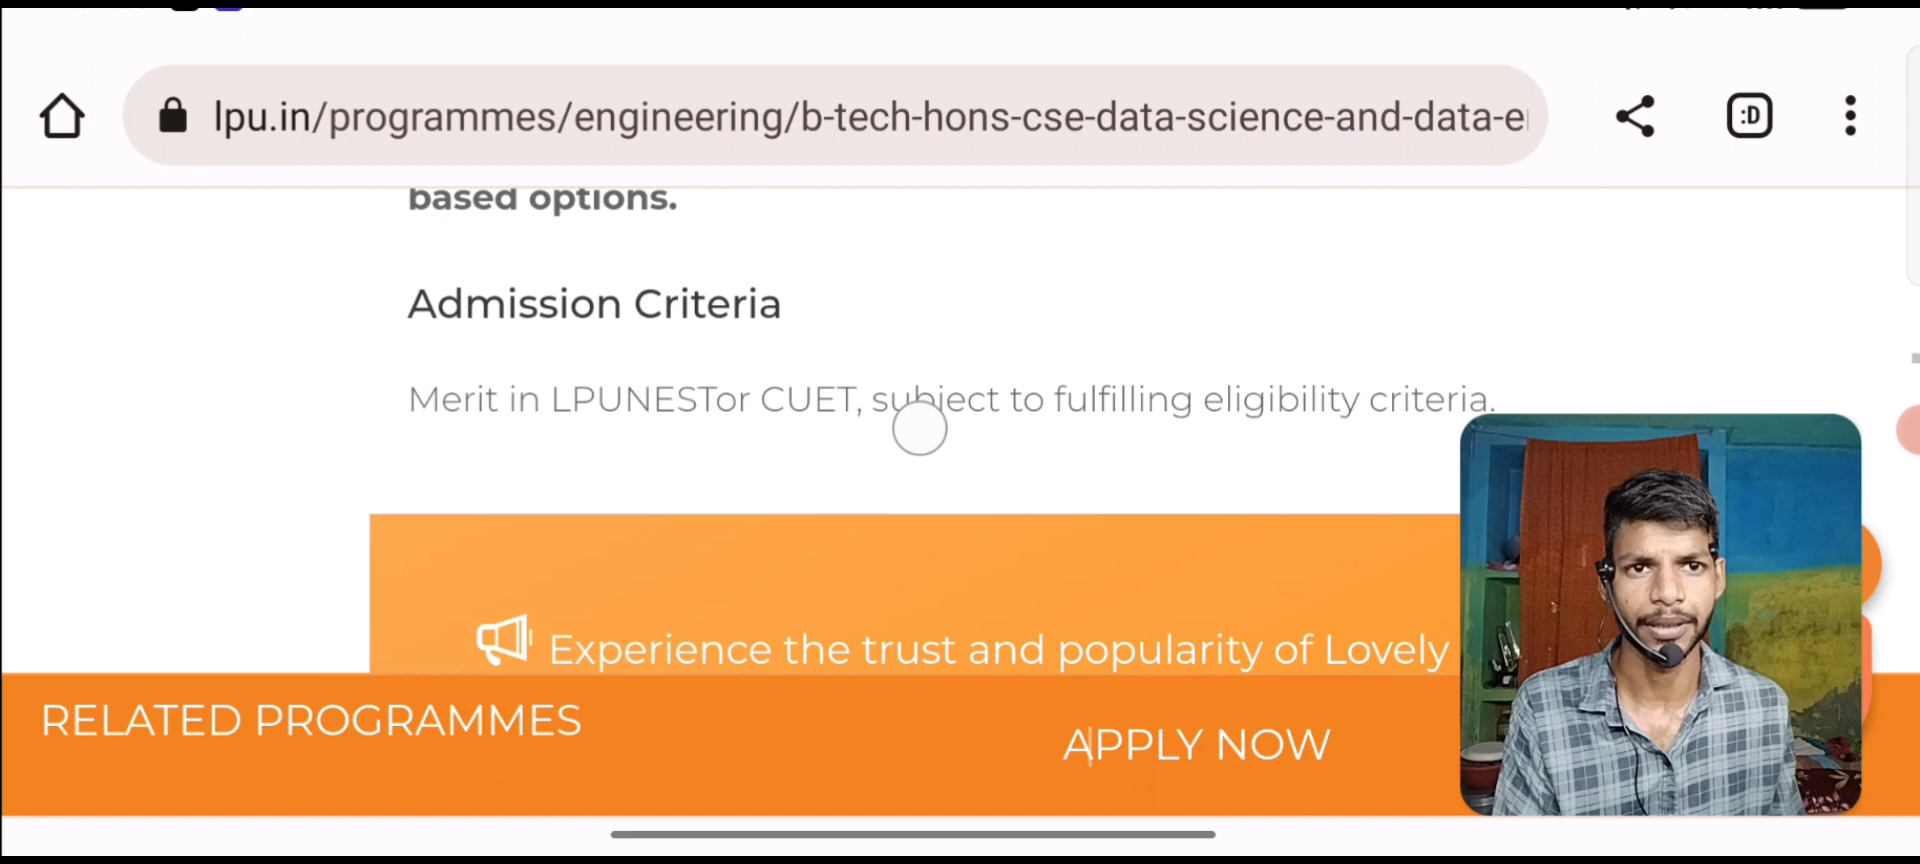 lpu.in/programmes/engineering/b-tech-hons-cse-data-science-and-data-e
:D
based options.
Admission Criteria
Merit in LPUNESTor CUET, subject to fulfilling eligibility criteria.
Experience the trust and popularity of Lovely
RELATED PROGRAMMES
APPLY NOW